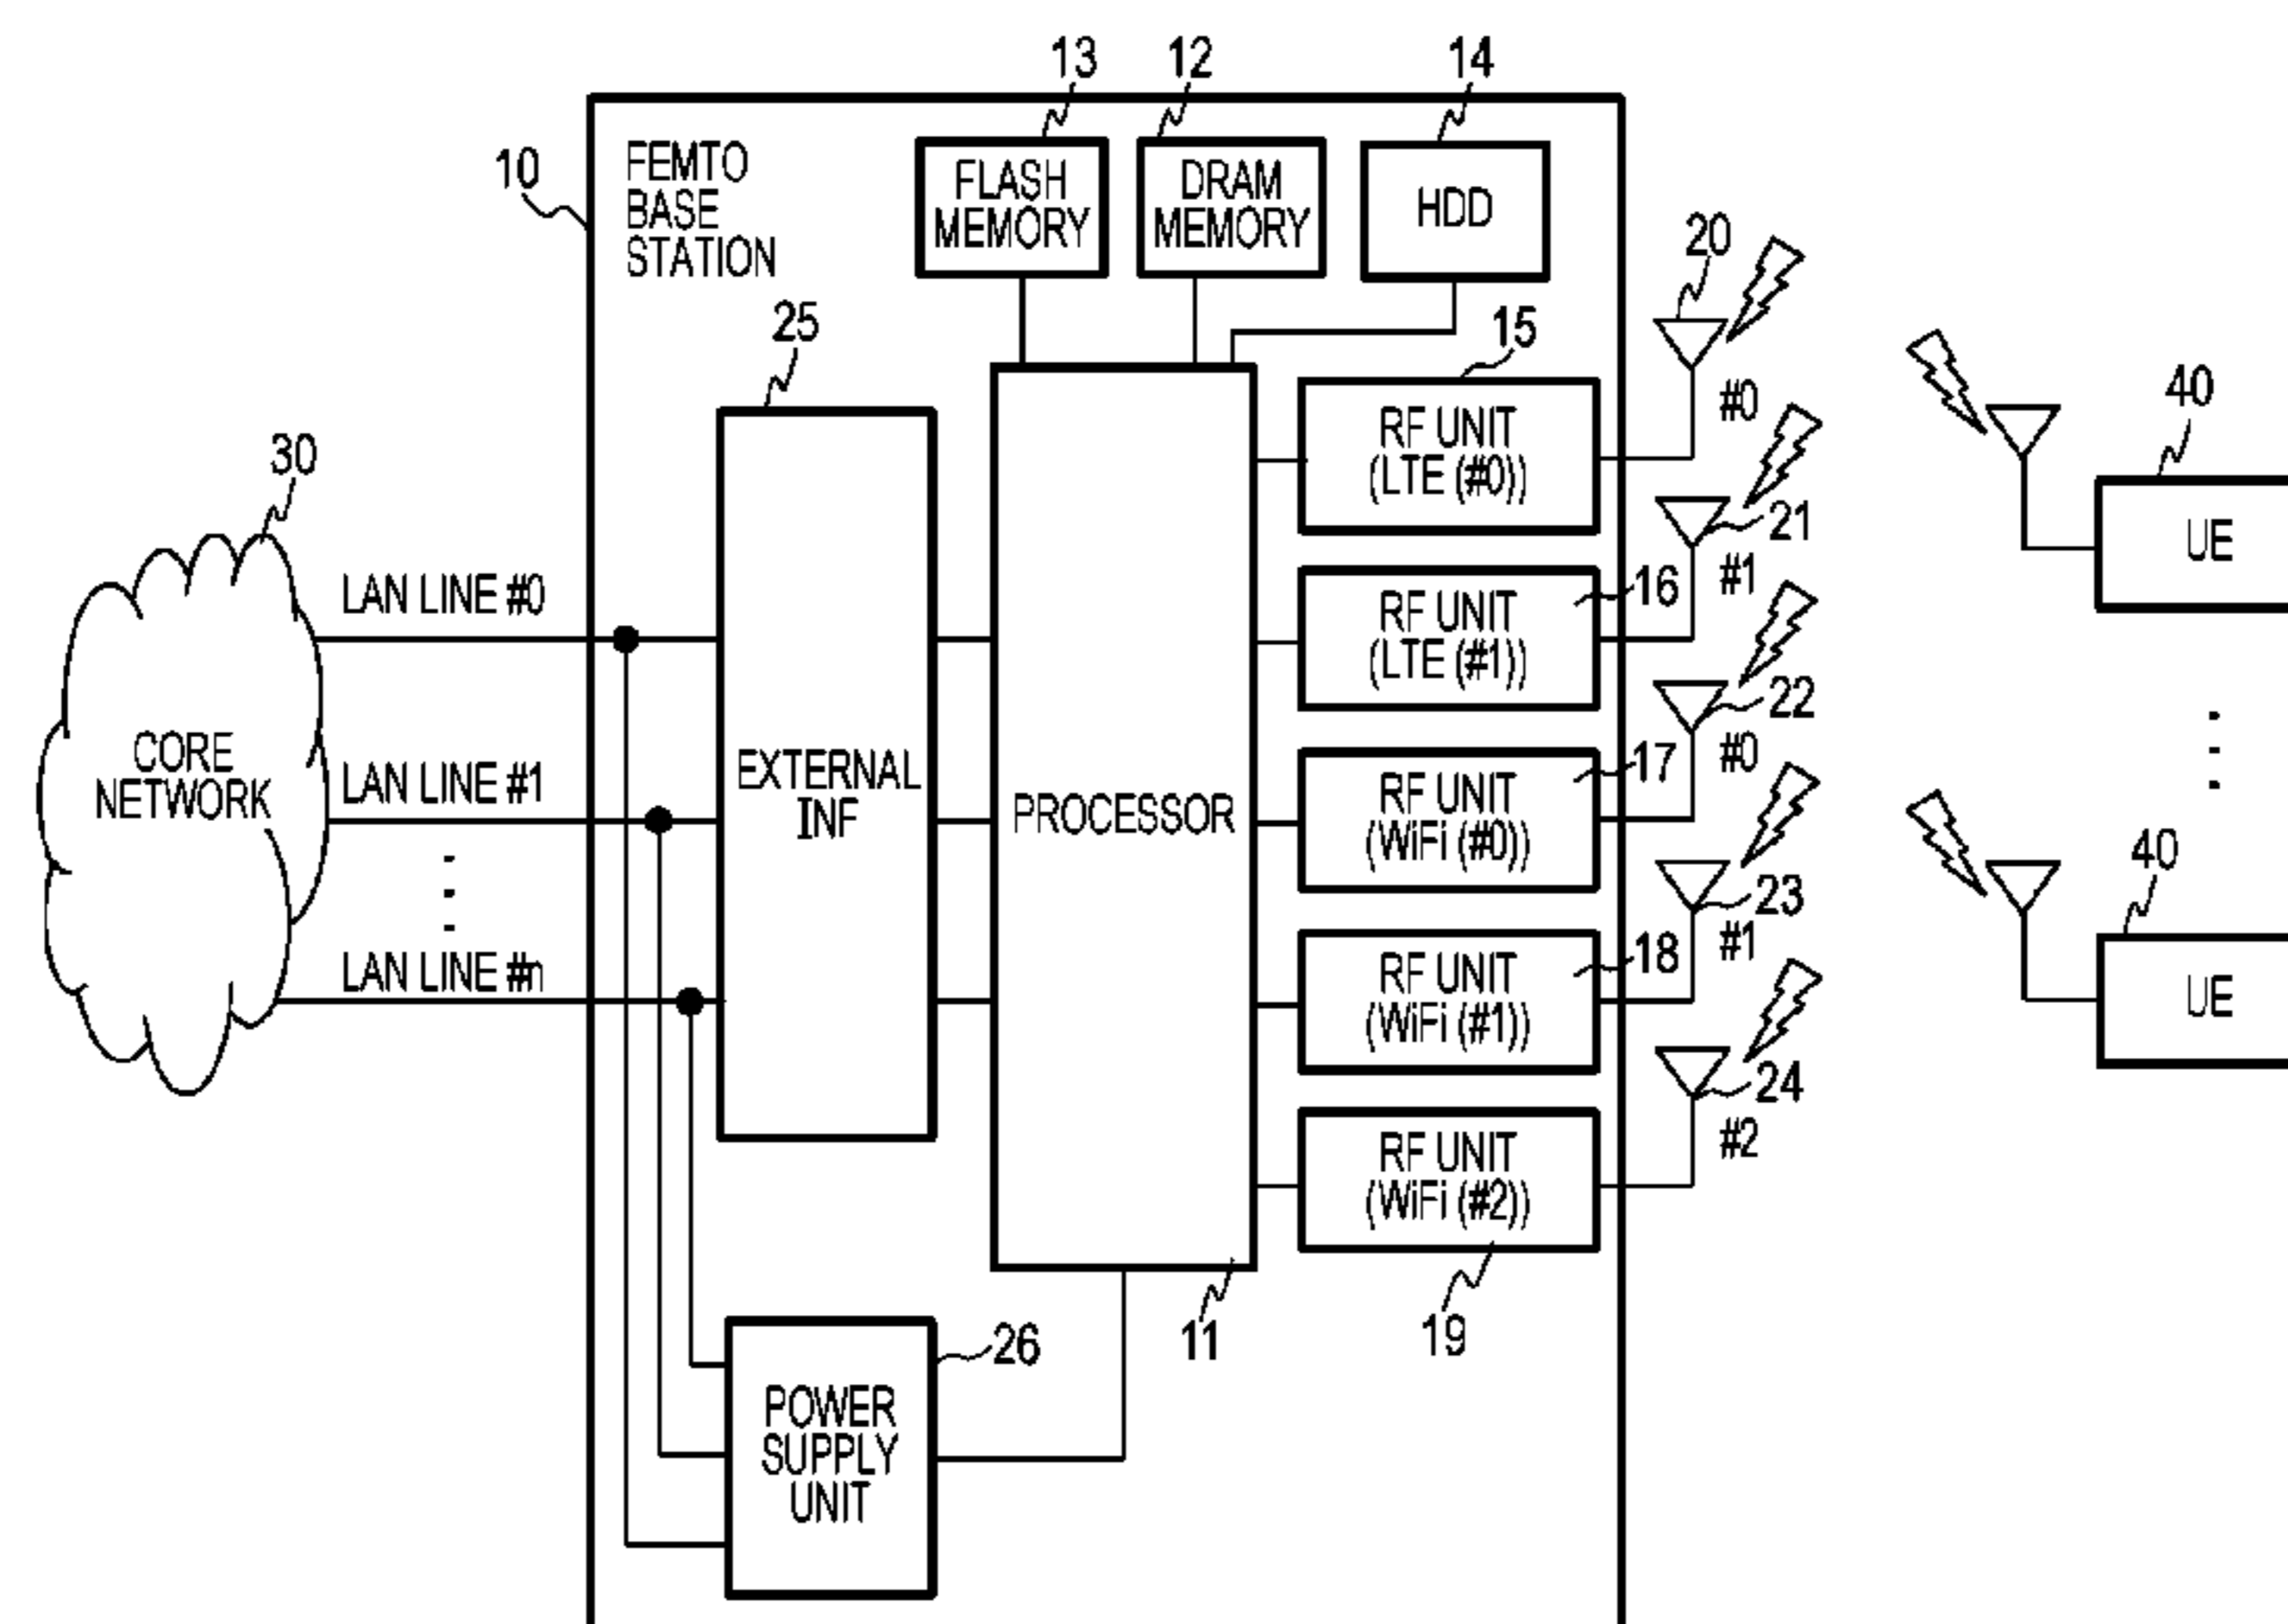 13
12
14
10
FEMTO
BASE
STATION
FLASH
MEMORY
DRAM
MEMORY
HDD
20
25
15
#0
40
30
RF UNIT
(LTE (#0))
21
UE
LAN LINE #0
16
#1
RF UNIT
(LTE (#1))
22
CORE
NETWORK
LAN LINE #1
EXTERNAL
INF
PROCESSOR
17
#0
RF UNIT
(WiFi (#0))
40
23
LAN LINE #n
18
#1
RF UNIT
(WiFi (#1))
UE
24
#2
RF UNIT
(WiFi (#2))
11
19
26
POWER
SUPPLY
UNIT